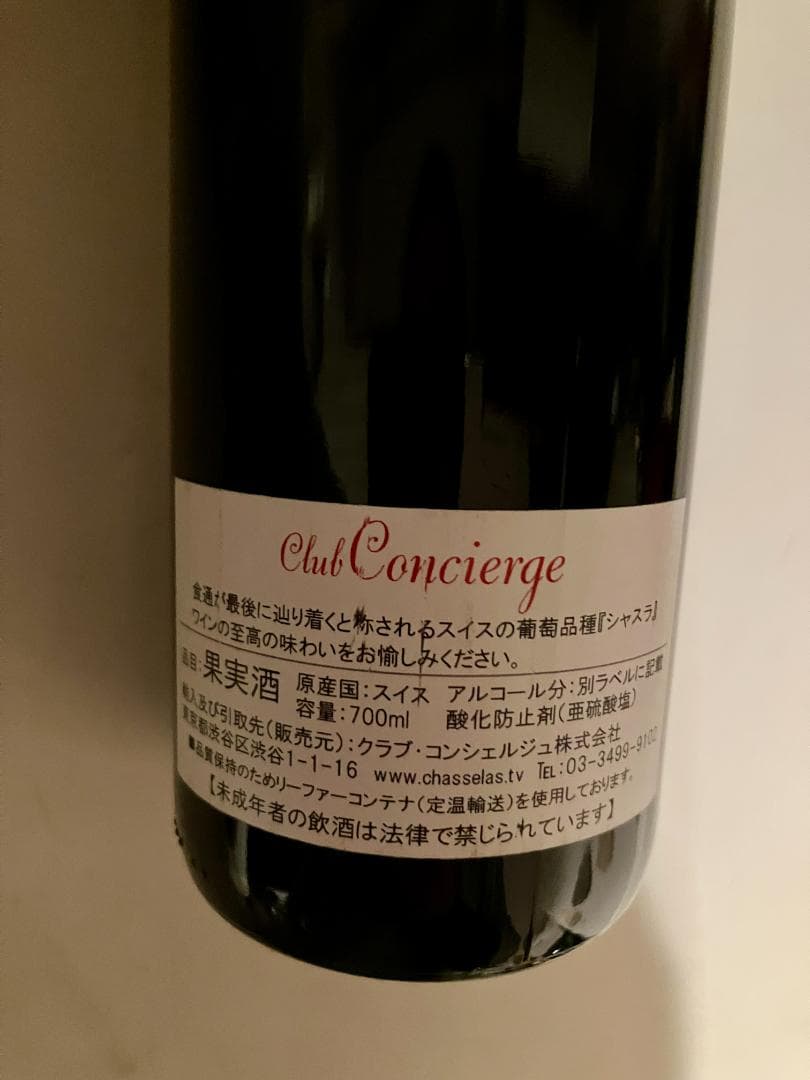 Club Concierge
食通が最後に辿り着くと称されるスイスの葡萄品種『シャスラ』
ワインの至高の味わいをお愉しみください。
品目:果実酒 原産国:スイス アルコール分:別ラベルに記載
容量:700ml 酸化防止剤(亜硫酸塩)
輸入及び引取先(販売元):クラブ・コンシェルジュ株式会社
東京都渋谷区渋谷1-1-16 www.chasselas.tv TEL:03-3499-9100
■品質保持のためリーファーコンテナ(定温輸送)を使用しております。
【未成年者の飲酒は法律で禁じられています】